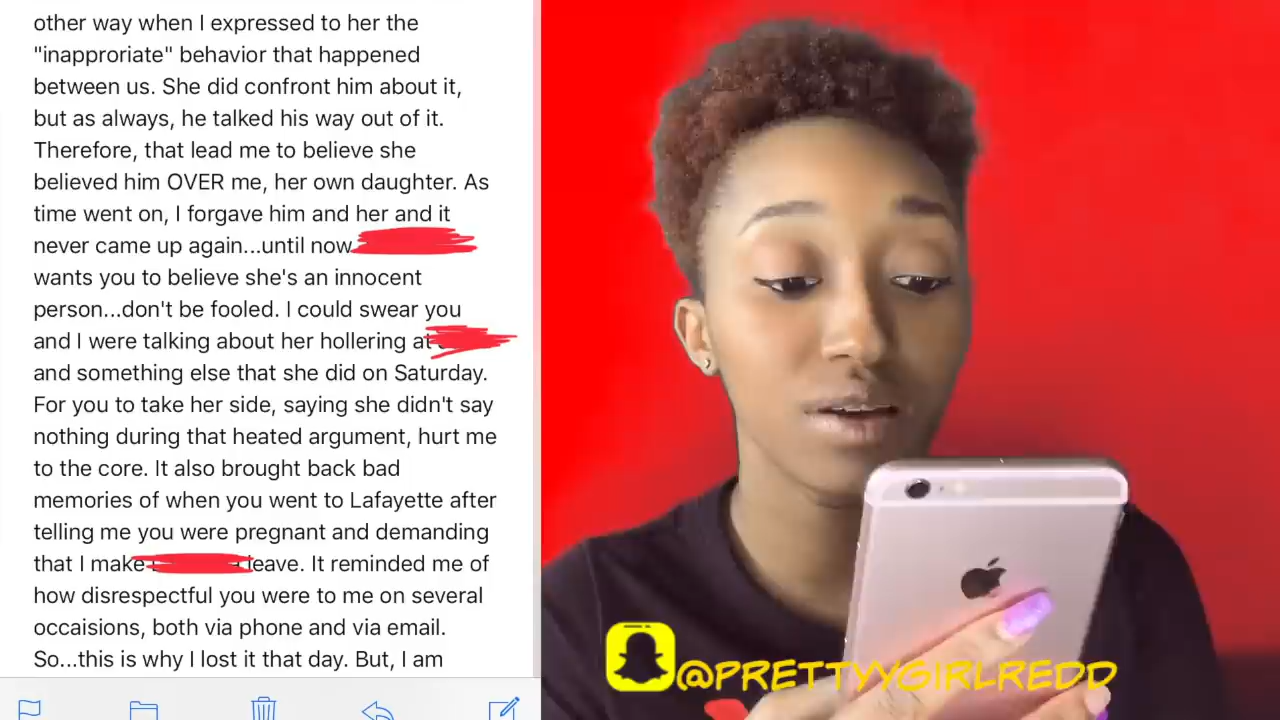 other way when I expressed to her the
"inapproriate" behavior that happened
between us. She did confront him about it,
but as always, he talked his way out of it.
Therefore, that lead me to believe she
believed him OVER me, her own daughter. As
time went on, I forgave him and her and it
never came up again...until now
wants you to believe she's an innocent
person...don't be fooled. I could swear you
and I were talking about her hollering at
and something else that she did on Saturday.
For you to take her side, saying she didn't say
nothing during that heated argument, hurt me
to the core. It also brought back bad
memories of when you went to Lafayette after
telling me you were pregnant and demanding
that I make leave. It reminded me of
how disrespectful you were to me on several
occaisions, both via phone and via email.
So...this is why I lost it that day. But, I am
@PRETTYYGIRLREDD